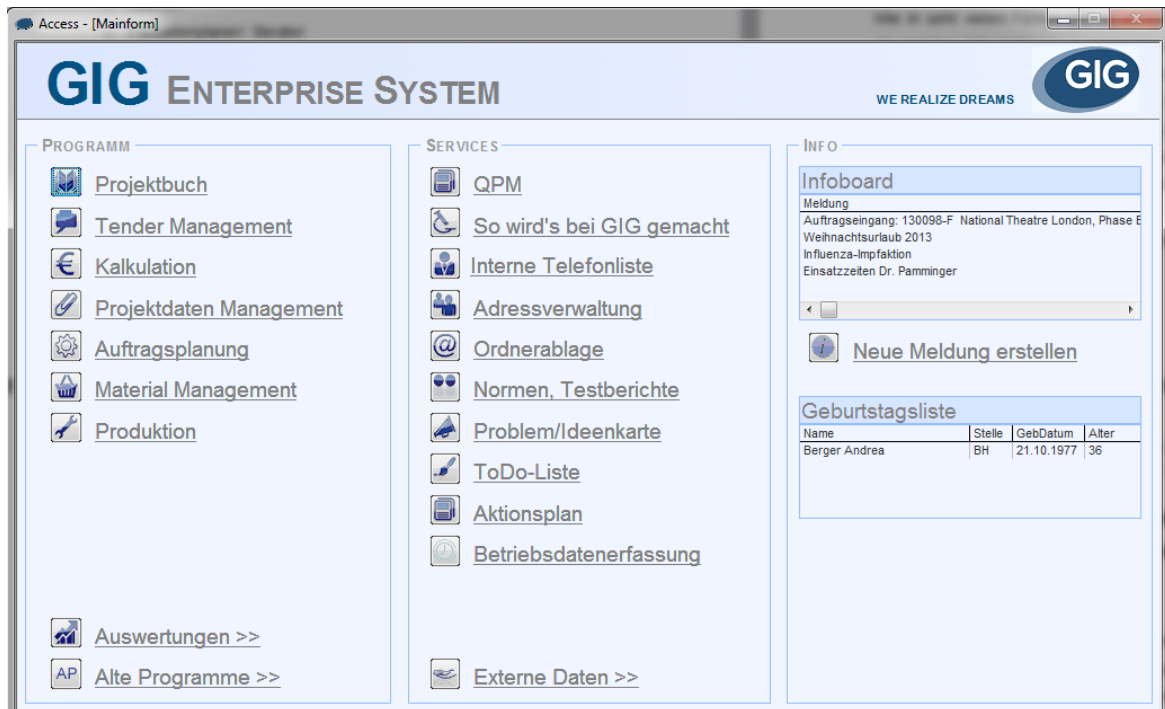 Access - [Mainform]
GIG ENTERPRISE SYSTEM
WE REALIZE DREAMS
GIG
PROGRAMM
Projektbuch
Tender Management
Kalkulation
Projektdaten Management
Auftragsplanung
Material Management
Produktion
Auswertungen >>
AP
Alte Programme >>
SERVICES
QPM
So wird's bei GIG gemacht
Interne Telefonliste
Adressverwaltung
Ordnerablage
Normen, Testberichte
Problem/Ideenkarte
ToDo-Liste
Aktionsplan
Betriebsdatenerfassung
Externe Daten >>
INFO
Infoboard
Meldung
Auftragseingang: 130098-F National Theatre London, Phase E
Weihnachtsurlaub 2013
Influenza-Impfaktion
Einsatzzeiten Dr. Pamminger
Neue Meldung erstellen
Geburtstagsliste
Name Stelle GebDatum Alter
Berger Andrea BH 21.10.1977 36